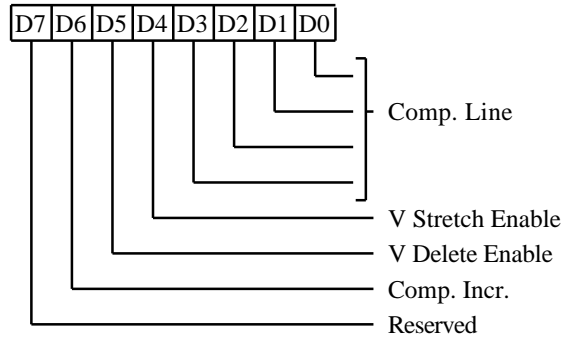 D7 D6 D5 D4 D3 D2 D1 D0
Comp. Line
V Stretch Enable
V Delete Enable
Comp. Incr.
Reserved